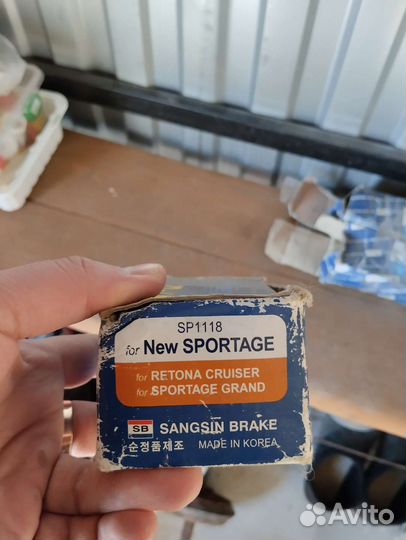 SP1118
for New SPORTAGE
for RETONA CRUISER
for SPORTAGE GRAND
SB SANGSIN BRAKE
순정품제조 MADE IN KOREA
Avito